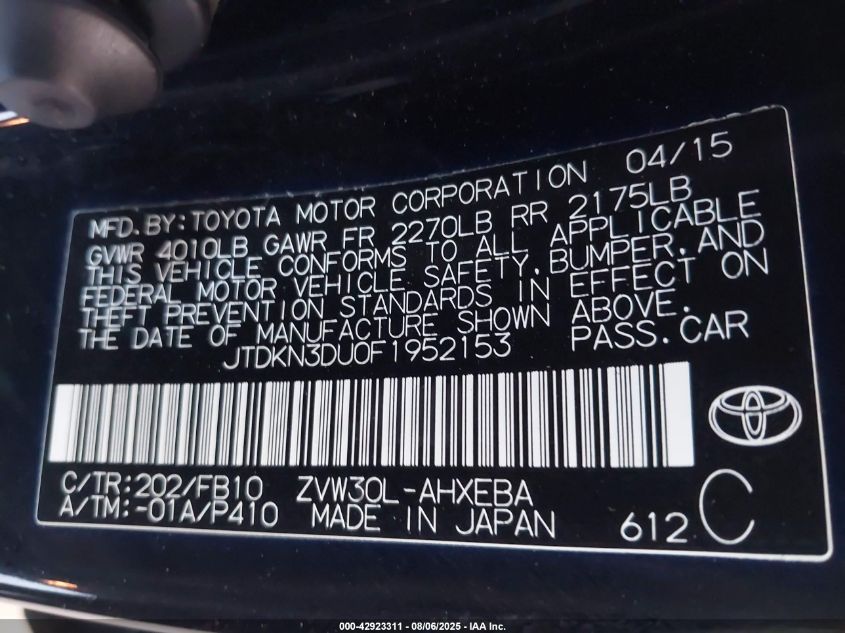 MFD.BY:TOYOTA MOTOR CORPORATION 04/15
GVWR 4010LB GAWR FR 2270LB RR 2175LB
THIS VEHICLE CONFORMS TO ALL APPLICABLE
FEDERAL MOTOR VEHICLE SAFETY,BUMPER,AND
THEFT PREVENTION STANDARDS IN EFFECT ON
THE DATE OF MANUFACTURE SHOWN ABOVE.
JTDKN3DU0F1952153 PASS.CAR
C/TR:202/FB10 ZVW30L-AHXEBA
A/TM:-01A/P410 MADE IN JAPAN 612 C
000-42923311 - 08/06/2025 - IAA Inc.